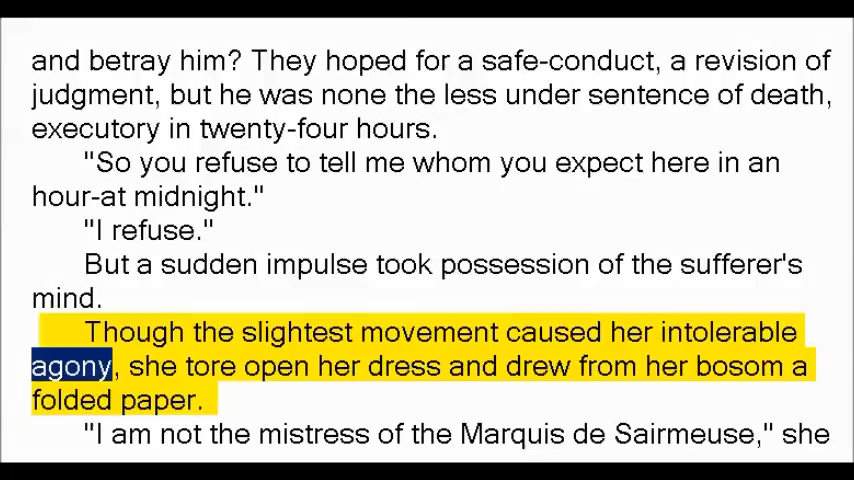 and betray him? They hoped for a safe-conduct, a revision of
judgment, but he was none the less under sentence of death,
executory in twenty-four hours.
"So you refuse to tell me whom you expect here in an
hour-at midnight."
"I refuse."
But a sudden impulse took possession of the sufferer's
mind.
Though the slightest movement caused her intolerable
agony, she tore open her dress and drew from her bosom a
folded paper.
"I am not the mistress of the Marquis de Sairmeuse," she